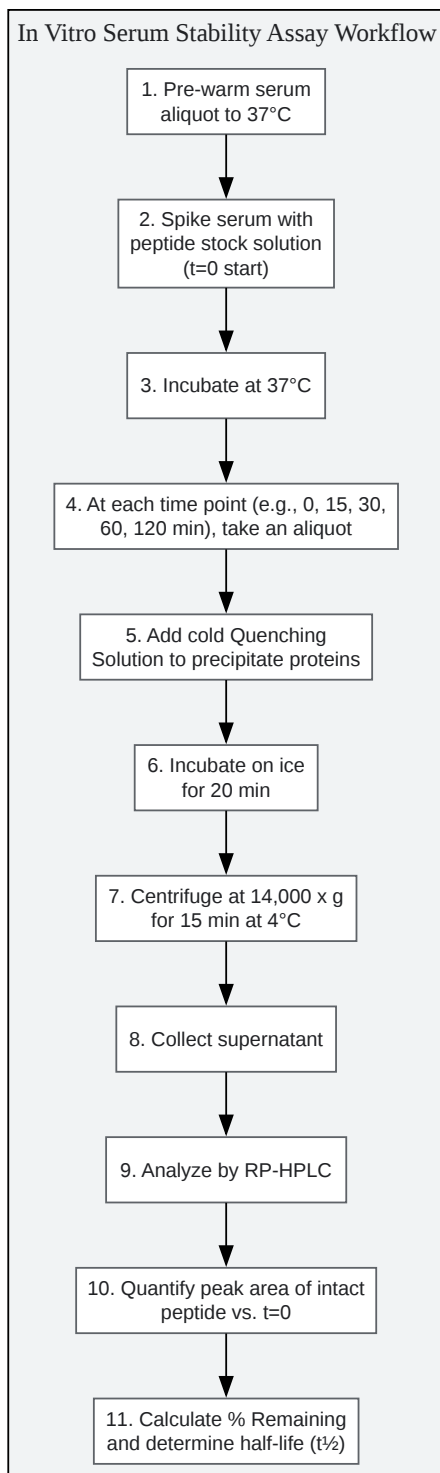 In Vitro Serum Stability Assay Workflow
1. Pre-warm serum
aliquot to 37°C
2. Spike serum with
peptide stock solution
(t=0 start)
3. Incubate at 37°C
4. At each time point (e.g., 0, 15, 30,
60, 120 min), take an aliquot
5. Add cold Quenching
Solution to precipitate proteins
6. Incubate on ice
for 20 min
7. Centrifuge at 14,000 x g
for 15 min at 4°C
8. Collect supernatant
9. Analyze by RP-HPLC
10. Quantify peak area of intact
peptide vs. t=0
11. Calculate % Remaining
and determine half-life (t½)